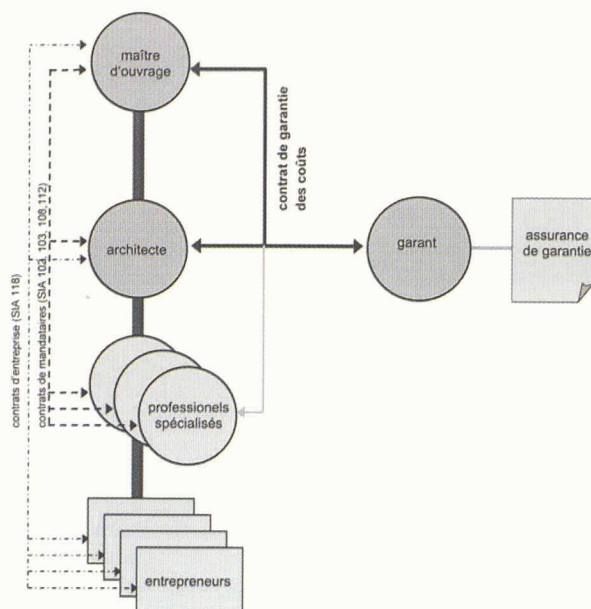 maître
d'ouvrage
contrat de garantie
des coûts
contrats d'entreprise (SIA 118)
contrats de mandataires (SIA 102, 103, 108, 112)
architecte
garant
assurance
de garantie
professionels
spécialisés
entrepreneurs